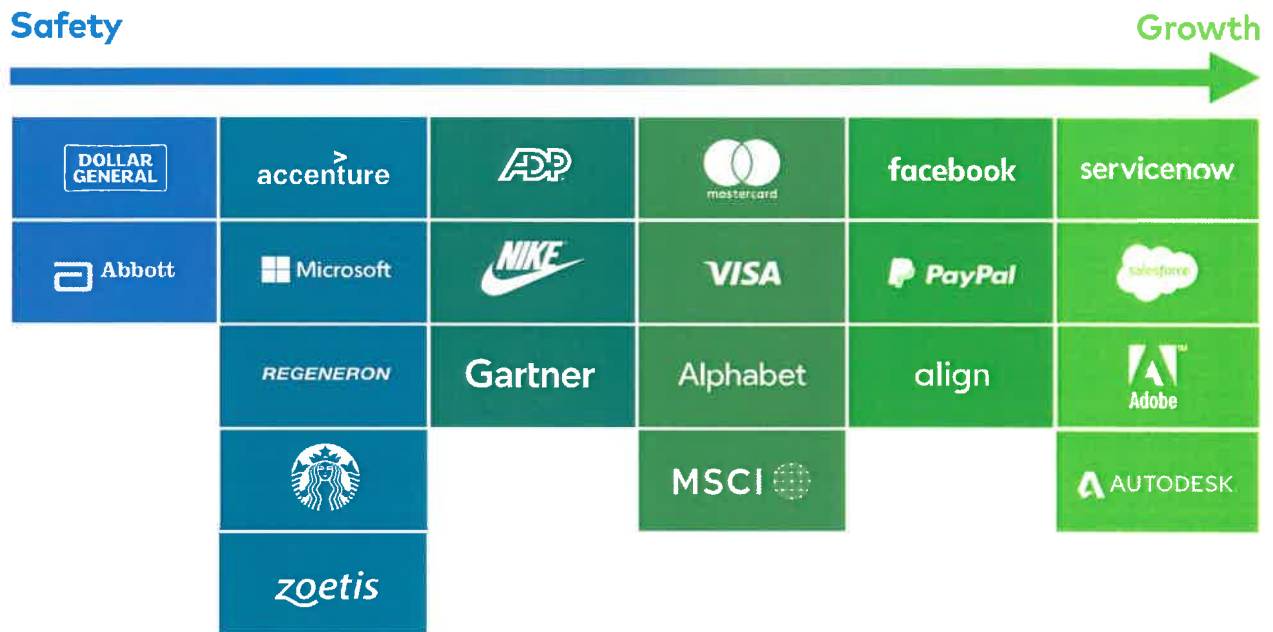 Safety
Growth
DOLLAR
GENERAL
accenture
ADP
mastercard
facebook
servicenow
Abbott
Microsoft
NIKE
VISA
PayPal
salesforce
REGENERON
Gartner
Alphabet
align
Adobe
MSCI
AUTODESK
zoetis